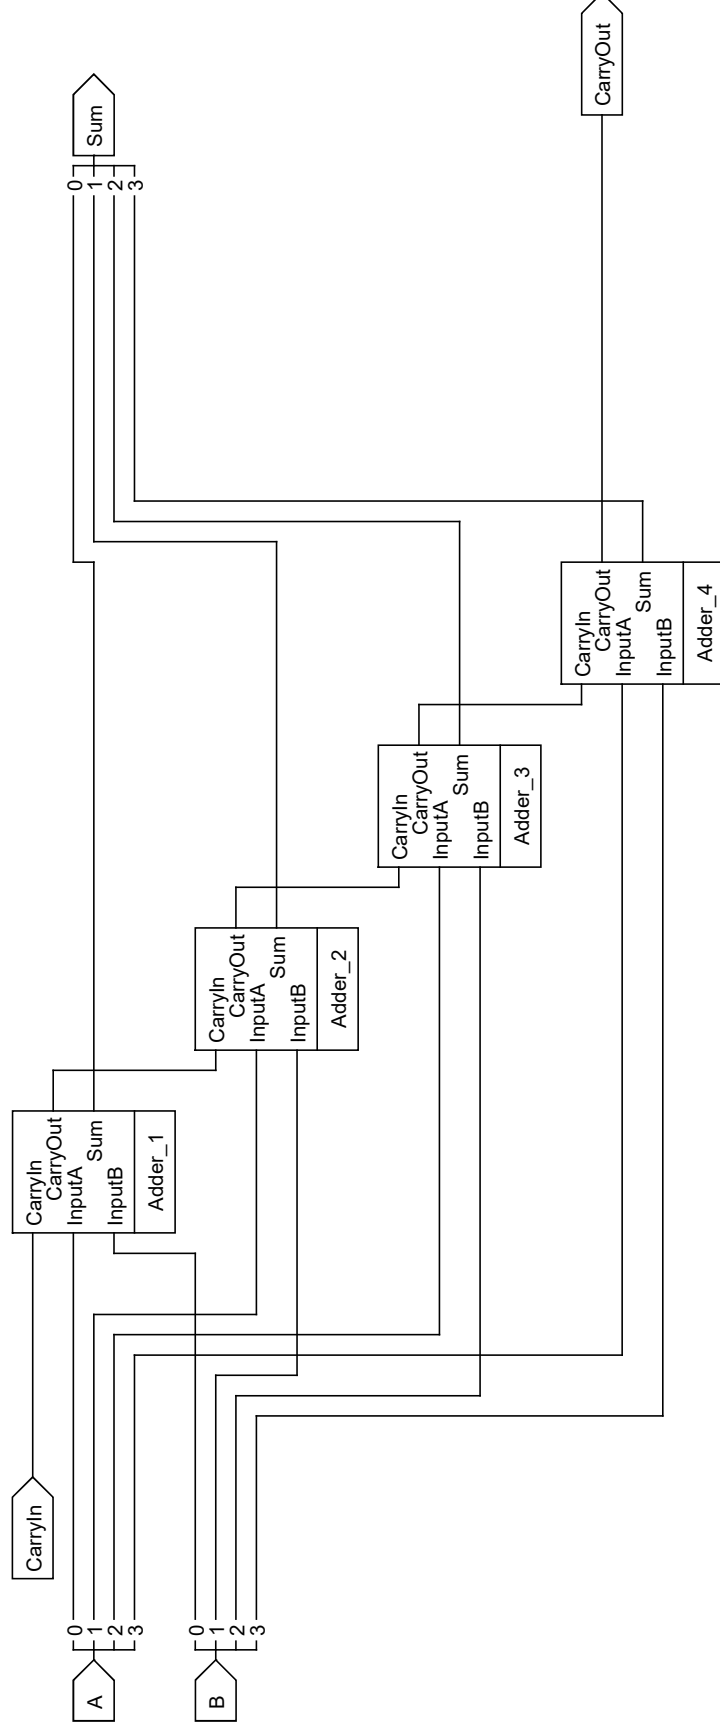 A
0
1
2
3
B
0
1
2
3
CarryIn
CarryIn
CarryOut
InputA
Sum
InputB
Adder_1
CarryIn
CarryOut
InputA
Sum
InputB
Adder_2
CarryIn
CarryOut
InputA
Sum
InputB
Adder_3
CarryIn
CarryOut
InputA
Sum
InputB
Adder_4
0
1
2
3
Sum
CarryOut